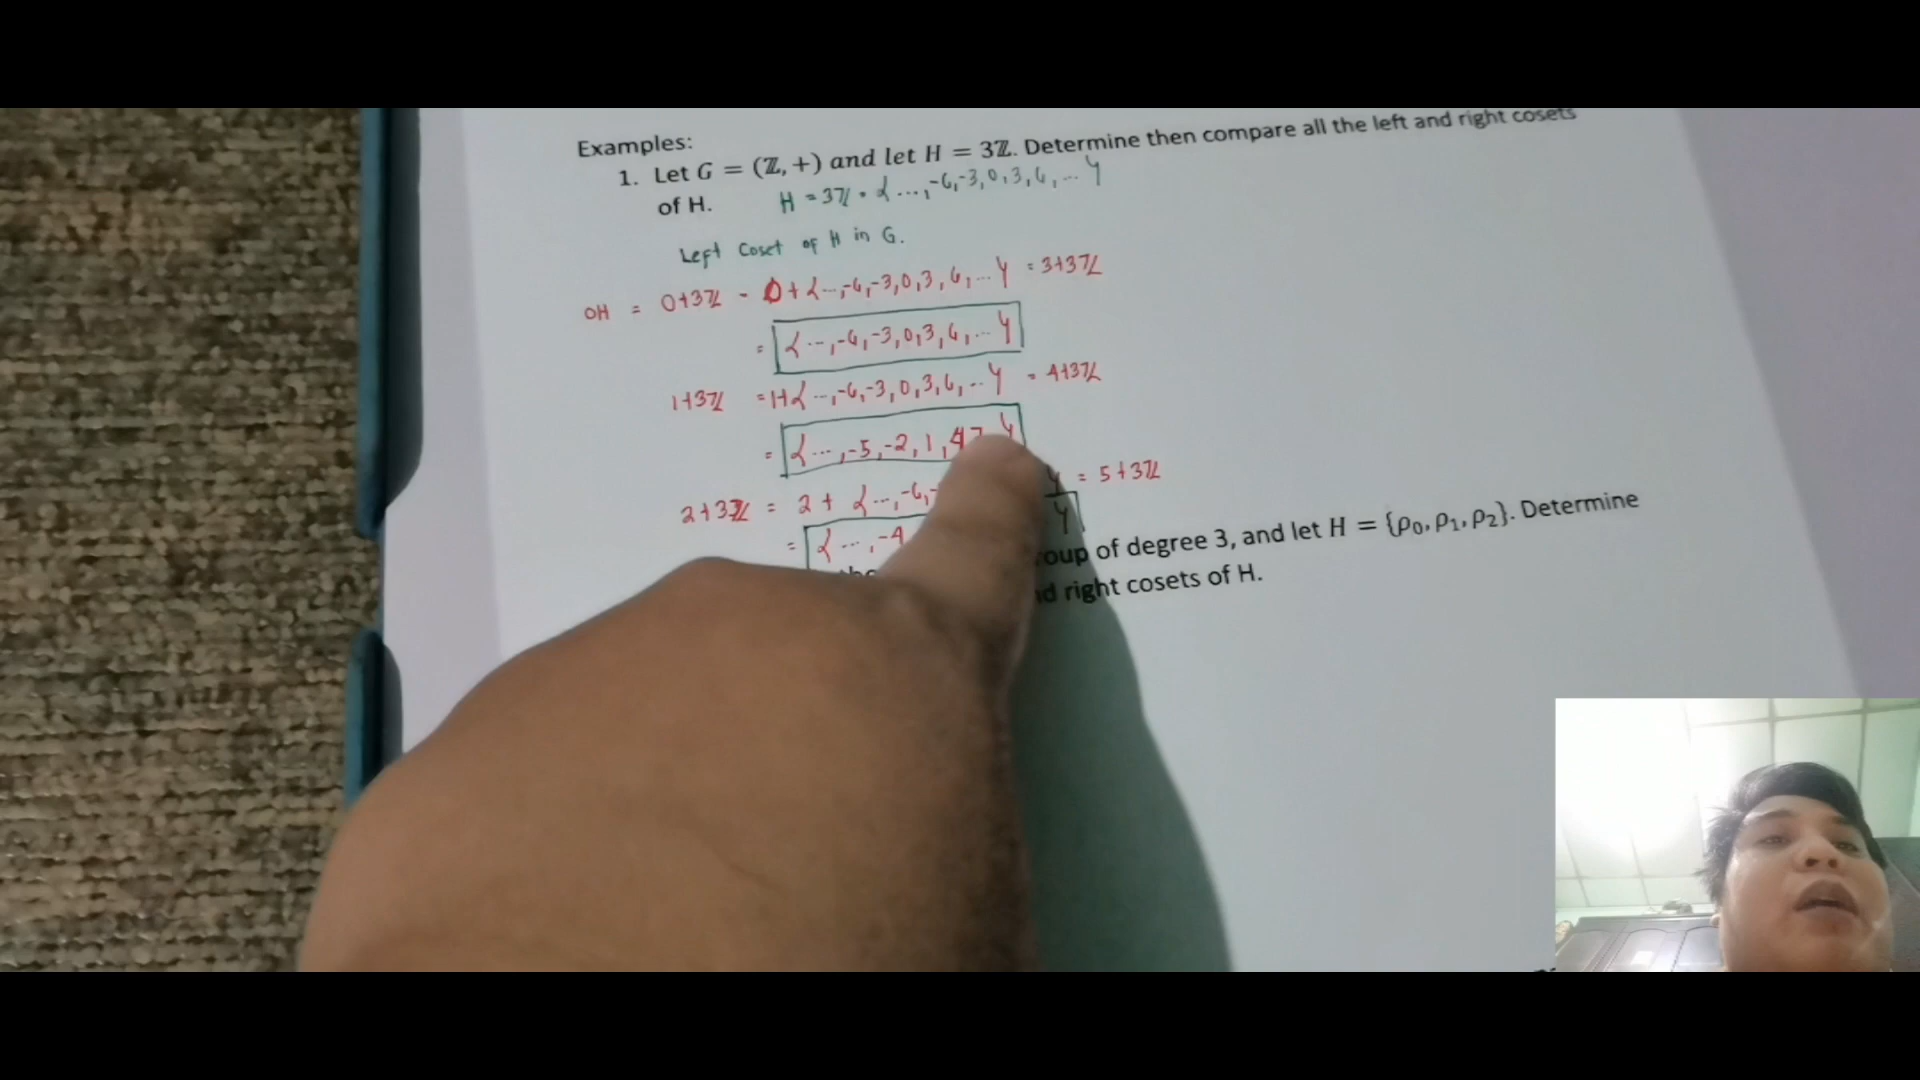 Examples:
1. Let G = (ℤ, +) and let H = 3ℤ. Determine then compare all the left and right cosets
of H. H = 3ℤ = {..., -6, -3, 0, 3, 6, ...}
Left Coset of H in G.
0H = 0+3ℤ = 0+{..., -6, -3, 0, 3, 6, ...} = 3+3ℤ
= {..., -6, -3, 0, 3, 6, ...}
1+3ℤ = 1+{..., -6, -3, 0, 3, 6, ...} = 4+3ℤ
= {..., -5, -2, 1, 4, 7, }
2+3ℤ = 2 + {..., -6, } = 5+3ℤ
= {..., -4 }
of degree 3, and let H = {ρ₀, ρ₁, ρ₂}. Determine
right cosets of H.